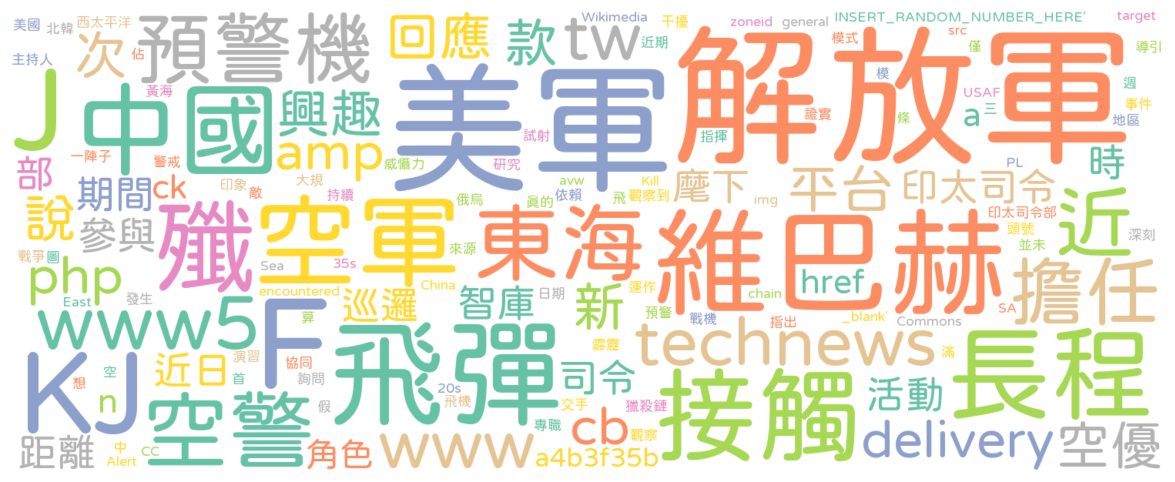 美國
北韓
西太平洋
預警機
回應
款
tw
Wikimedia
干擾
近期
zoneid
general
INSERT_RANDOM_NUMBER_HERE'
target
主持人
佔
次
解放軍
模式
src
僅
導引
J
中國
黃海
興趣
美軍
試射
指揮
證實
模
USAF
三
a
條
週
事件
地區
部
一陣子
警戒
amp
威懾力
研究
時
期間
ck
印象
大規
敵
持續
俄烏
avw
真的
依賴
Kill
飛
觀察到
麾下
img
平台
印太司令
PL
說
參與
殲
空軍
東海
維巴赫
印太司令部
頭號
並未
近
深刻
戰爭
圖
php
Sea
35s
來源
China
encountered
href
擔任
East
發生
巡邏
智庫
日期
新
運作
預警
chain
戰機
指出
_blank'
Commons
SA
www5
F
算
飛彈
technews
滿
長程
KJ
想
空
近日
演習
首
協同
詢問
20s
飛機
司令
接觸
活動
n
空警
假
交手
專職
獵殺鏈
cb
觀察
delivery
空優
距離
中
Alert
CC
角色
www
a4b3f35b
霹靂